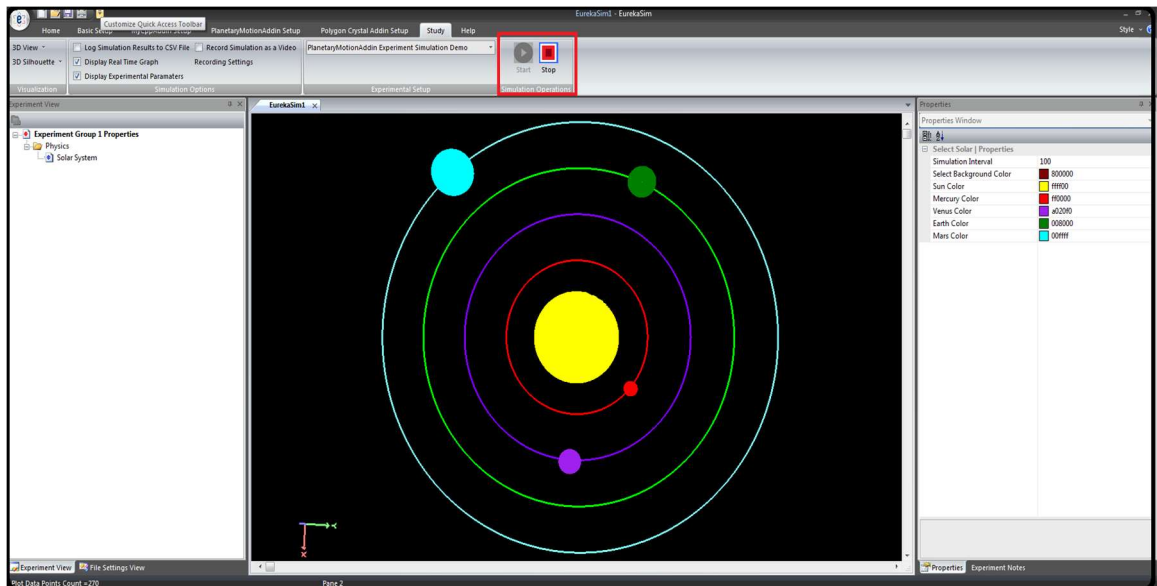 EurekaSim1 - EurekaSim
Customize Quick Access Toolbar
Home Basic Setup MyCppAddin Setup PlanetaryMotionAddin Setup Polygon Crystal Addin Setup Study Help Style
3D View Log Simulation Results to CSV File Record Simulation as a Video PlanetaryMotionAddin Experiment Simulation Demo
3D Silhouette Display Real Time Graph Recording Settings Start Stop
Display Experimental Paramaters
Visualization Simulation Options Experimental Setup Simulation Operations
Experiment View EurekaSim1 Properties
Properties Window
Experiment Group 1 Properties
Physics
Solar System
Select Solar | Properties
Simulation Interval 100
Select Background Color 800000
Sun Color ffff00
Mercury Color ff0000
Venus Color a020f0
Earth Color 008000
Mars Color 00ffff
Y
X
Experiment View File Settings View Properties Experiment Notes
Plot Data Points Count =270 Pane 2